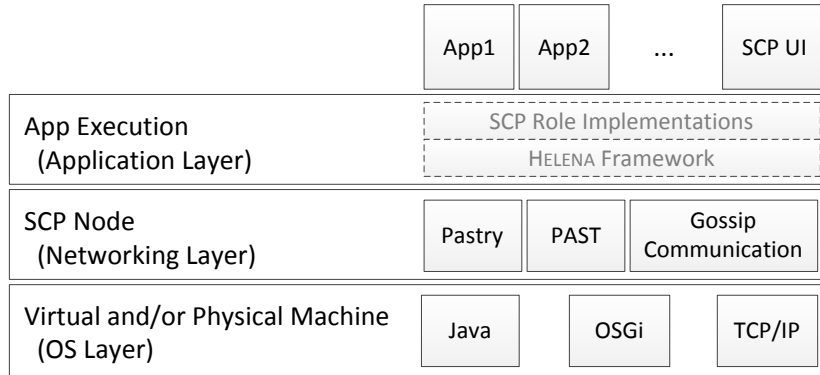 App1 App2 ... SCP UI
App Execution
(Application Layer)
SCP Role Implementations
HELENA Framework
SCP Node
(Networking Layer)
Pastry PAST Gossip
Communication
Virtual and/or Physical Machine
(OS Layer)
Java OSGi TCP/IP